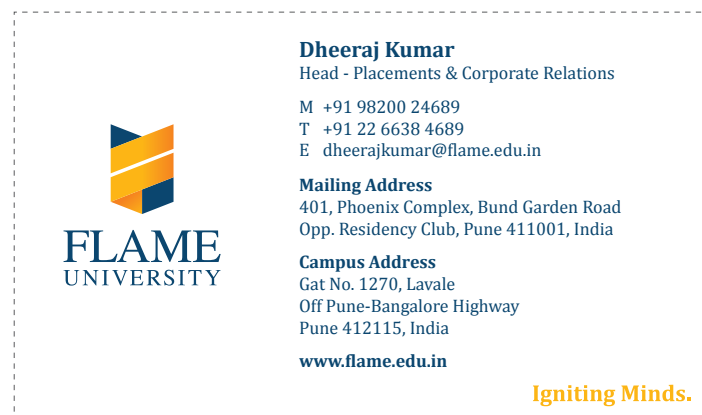 Dheeraj Kumar
Head - Placements & Corporate Relations
M +91 98200 24689
T +91 22 6638 4689
E dheerajkumar@flame.edu.in
Mailing Address
401, Phoenix Complex, Bund Garden Road
Opp. Residency Club, Pune 411001, India
Campus Address
Gat No. 1270, Lavale
Off Pune-Bangalore Highway
Pune 412115, India
www.flame.edu.in
FLAME
UNIVERSITY
Igniting Minds.